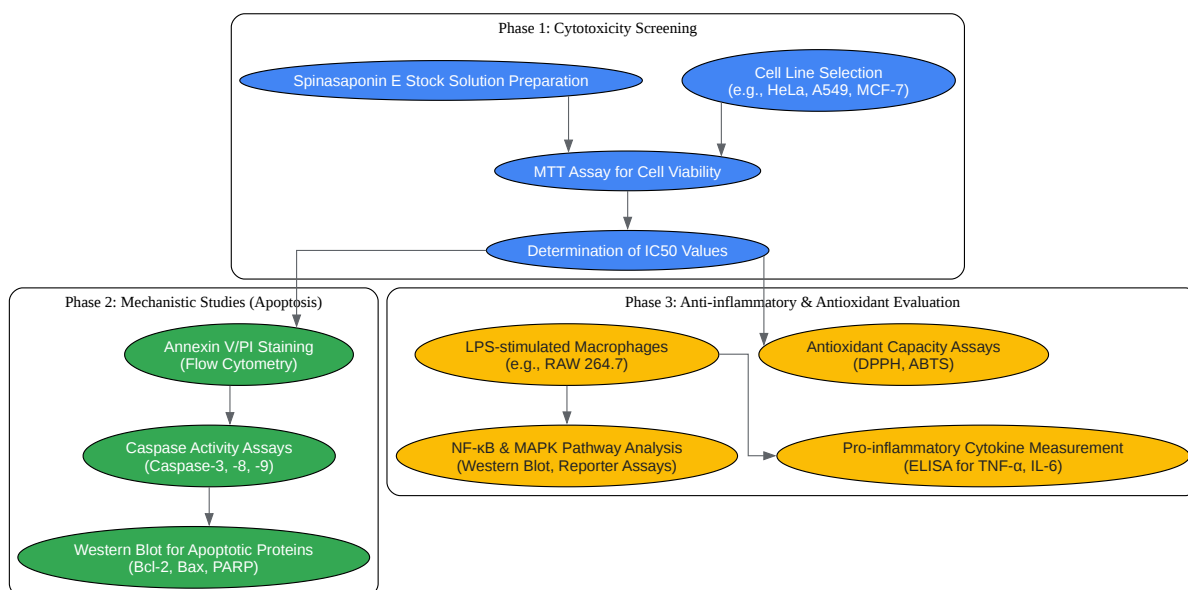 Phase 1: Cytotoxicity Screening
Spinasaponin E Stock Solution Preparation
Cell Line Selection
(e.g., HeLa, A549, MCF-7)
MTT Assay for Cell Viability
Determination of IC50 Values
Phase 2: Mechanistic Studies (Apoptosis)
Annexin V/PI Staining
(Flow Cytometry)
Caspase Activity Assays
(Caspase-3, -8, -9)
Western Blot for Apoptotic Proteins
(Bcl-2, Bax, PARP)
Phase 3: Anti-inflammatory & Antioxidant Evaluation
LPS-stimulated Macrophages
(e.g., RAW 264.7)
Antioxidant Capacity Assays
(DPPH, ABTS)
NF-κB & MAPK Pathway Analysis
(Western Blot, Reporter Assays)
Pro-inflammatory Cytokine Measurement
(ELISA for TNF-α, IL-6)